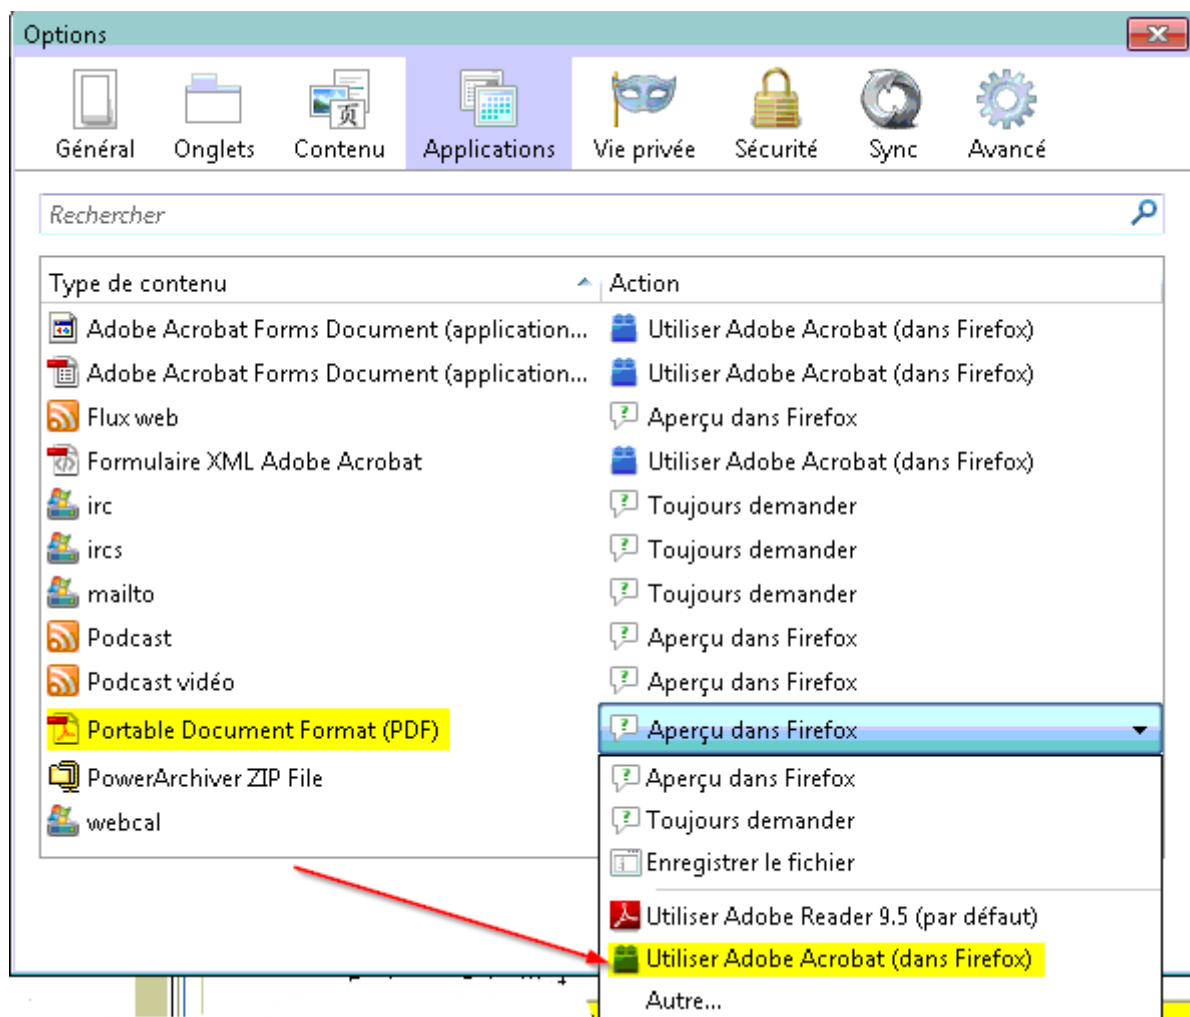 Options
Général Onglets Contenu Applications Vie privée Sécurité Sync Avancé
Rechercher
Type de contenu Action
Adobe Acrobat Forms Document (application... Utiliser Adobe Acrobat (dans Firefox)
Adobe Acrobat Forms Document (application... Utiliser Adobe Acrobat (dans Firefox)
Flux web Aperçu dans Firefox
Formulaire XML Adobe Acrobat Utiliser Adobe Acrobat (dans Firefox)
irc Toujours demander
ircs Toujours demander
mailto Toujours demander
Podcast Aperçu dans Firefox
Podcast vidéo Aperçu dans Firefox
Portable Document Format (PDF) Aperçu dans Firefox
PowerArchiver ZIP File Aperçu dans Firefox
webcal Toujours demander
Enregistrer le fichier
Utiliser Adobe Reader 9.5 (par défaut)
Utiliser Adobe Acrobat (dans Firefox)
Autre...